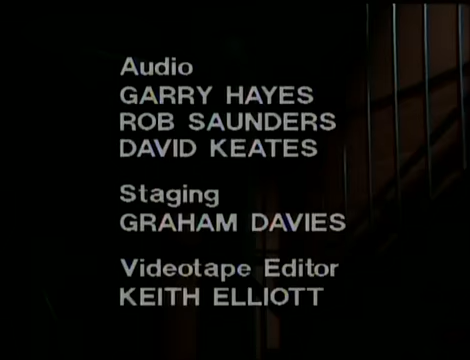 Audio
GARRY HAYES
ROB SAUNDERS
DAVID KEATES
Staging
GRAHAM DAVIES
Videotape Editor
KEITH ELLIOTT